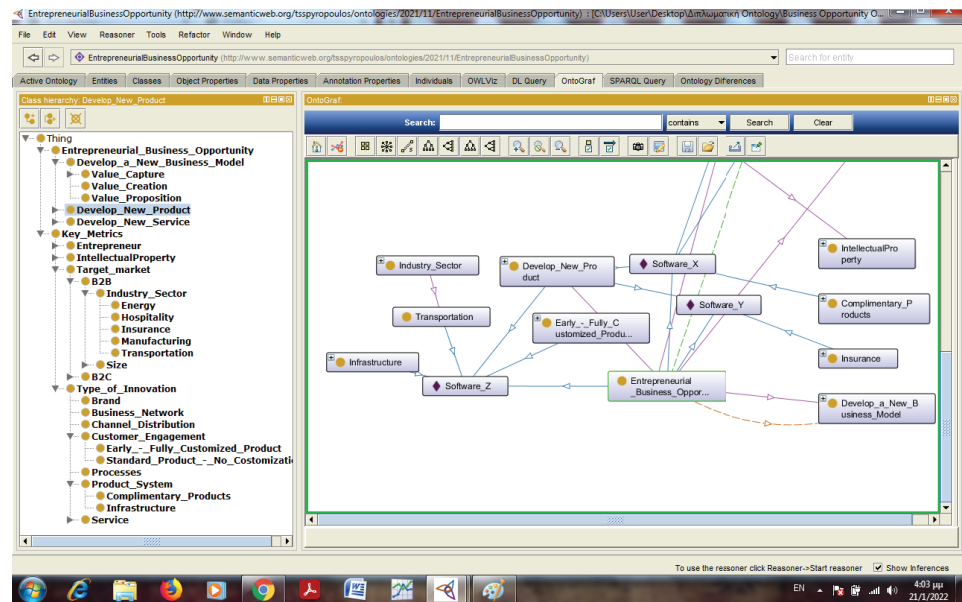 EntrepreneurialBusinessOpportunity (http://www.semanticweb.org/tsspyropoulos/ontologies/2021/11/EntrepreneurialBusinessOpportunity) : [C:\Users\User\Desktop\Διπλωματική Ontology\Business Opportunity O...
File Edit View Reasoner Tools Refactor Window Help
EntrepreneurialBusinessOpportunity (http://www.semanticweb.org/tsspyropoulos/ontologies/2021/11/EntrepreneurialBusinessOpportunity)
Search for entity
Active Ontology Entities Classes Object Properties Data Properties Annotation Properties Individuals OWLViz DL Query OntoGraf SPARQL Query Ontology Differences
Class hierarchy: Develop_New_Product
OntoGraf:
Search: contains Search Clear
Thing
Entrepreneurial_Business_Opportunity
Develop_a_New_Business_Model
Value_Capture
Value_Creation
Value_Proposition
Develop_New_Product
Develop_New_Service
Key_Metrics
Entrepreneur
IntellectualProperty
Target_market
B2B
Industry_Sector
Energy
Hospitality
Insurance
Manufacturing
Transportation
Size
B2C
Type_of_Innovation
Brand
Business_Network
Channel_Distribution
Customer_Engagement
Early_-_Fully_Customized_Product
Standard_Product_-_No_Costomizati
Processes
Product_System
Complimentary_Products
Infrastructure
Service
IntellectualPro
perty
Industry_Sector
Develop_New_Pro
duct
Software_X
Software_Y
Complimentary_P
roducts
Transportation
Early_-_Fully_C
ustomized_Produ...
Infrastructure
Insurance
Software_Z
Entrepreneurial
_Business_Oppor...
Develop_a_New_B
usiness_Model
To use the reasoner click Reasoner->Start reasoner Show Inferences
EN
4:03 μμ
21/1/2022